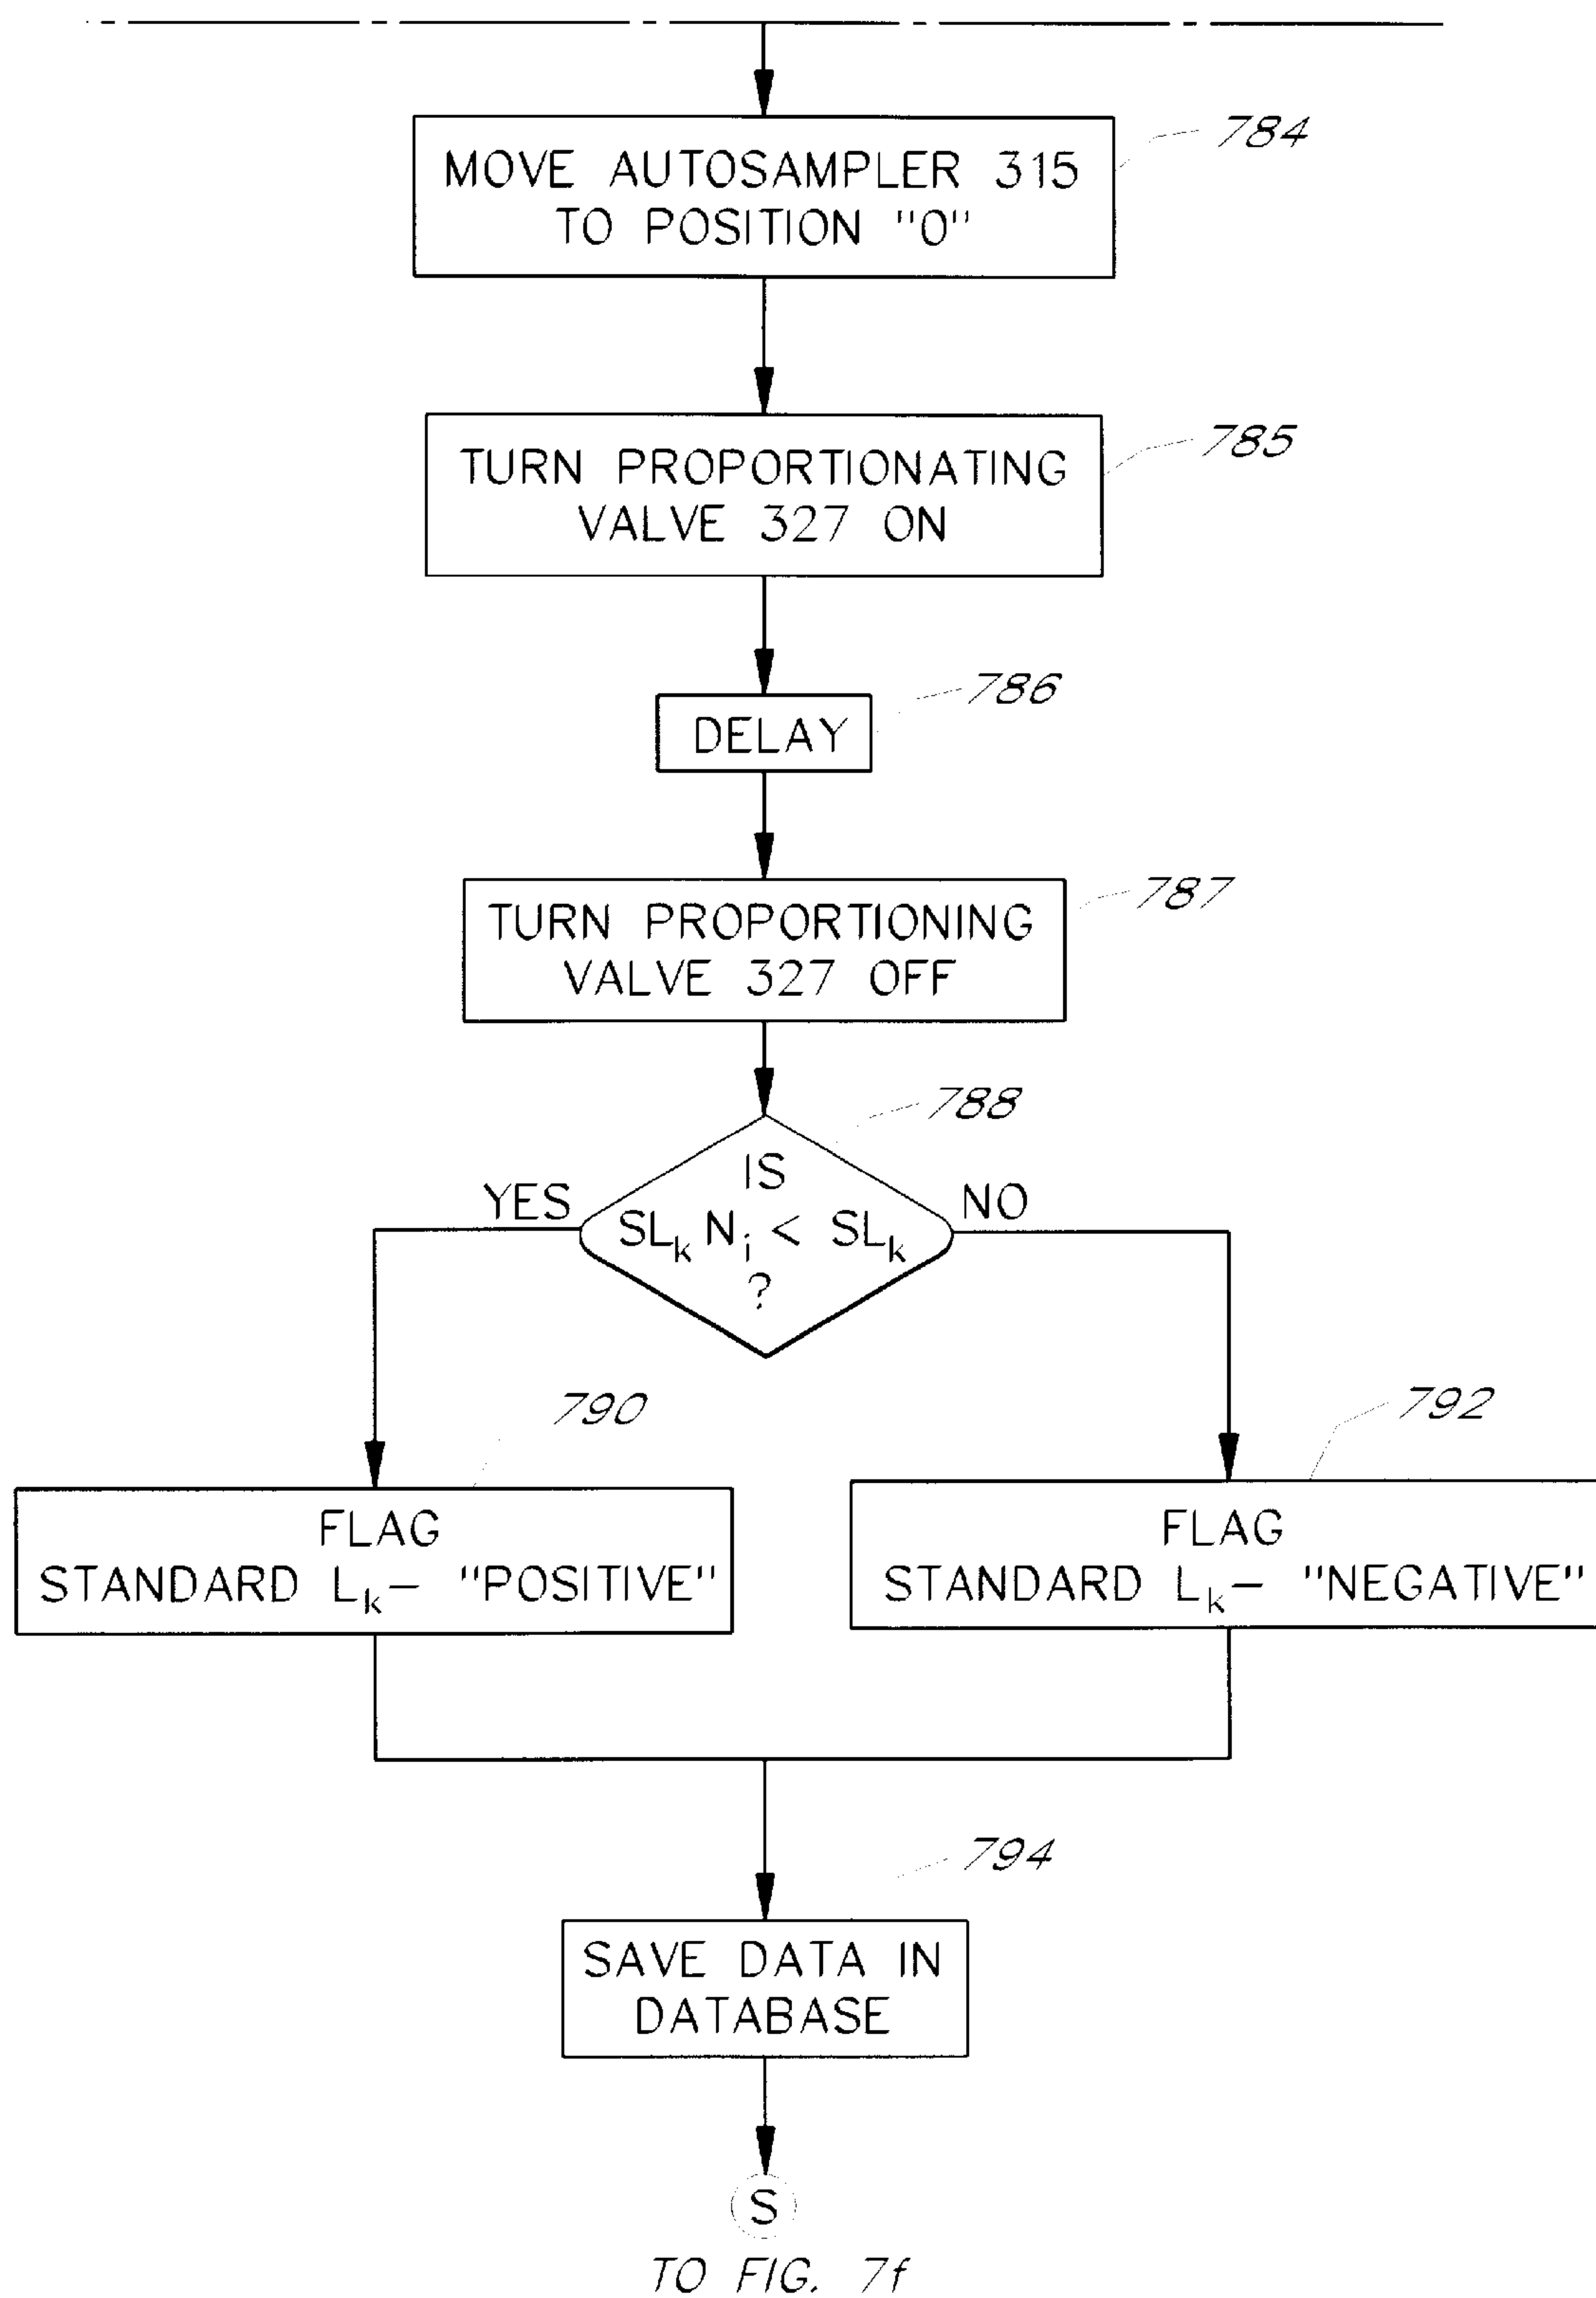 784
MOVE AUTOSAMPLER 315
TO POSITION "0"
785
TURN PROPORTIONATING
VALVE 327 ON
786
DELAY
787
TURN PROPORTIONING
VALVE 327 OFF
788
YES
IS
SLk Ni < SLk
?
NO
790
FLAG
STANDARD Lk– "POSITIVE"
792
FLAG
STANDARD Lk– "NEGATIVE"
794
SAVE DATA IN
DATABASE
S
TO FIG. 7f